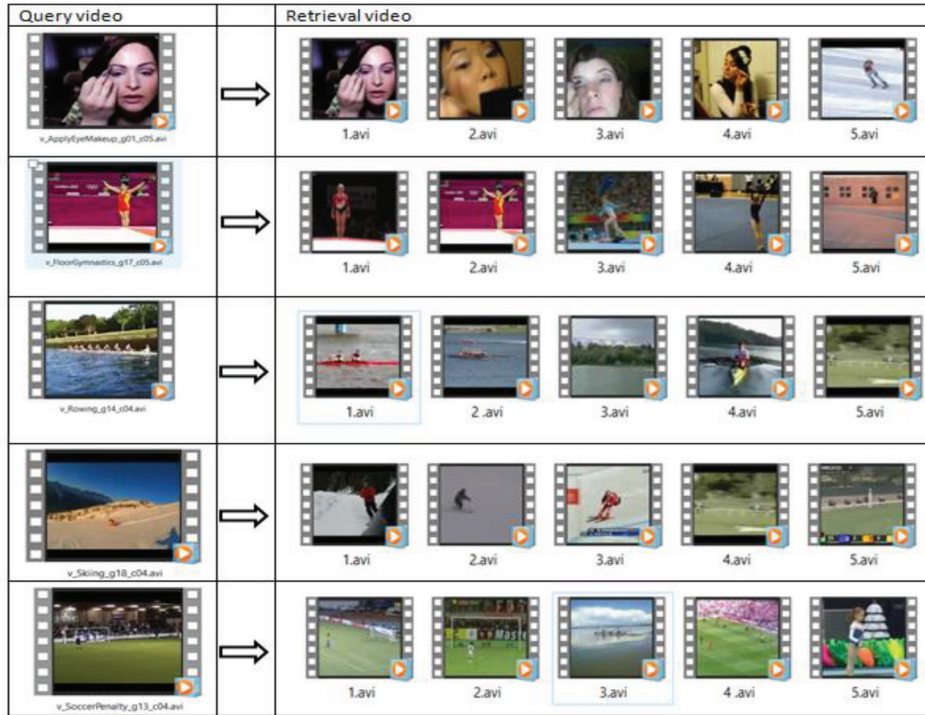 Query video
Retrieval video
v_ApplyEyeMakeup_g01_c05.avi
1.avi
2.avi
3.avi
4.avi
5.avi
v_FloorGymnastics_g17_c05.avi
1.avi
2.avi
3.avi
4.avi
5.avi
v_Rowing_g14_c04.avi
1.avi
2 .avi
3.avi
4.avi
5.avi
v_Skiing_g18_c04.avi
1.avi
2.avi
3.avi
4.avi
5.avi
v_SoccerPenalty_g13_c04.avi
1.avi
2.avi
3.avi
4 .avi
5.avi